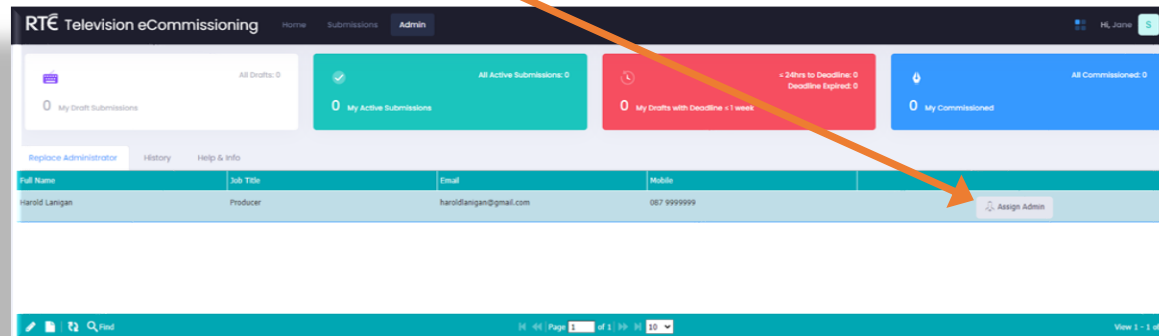 RTÉ Television eCommissioning Home Submissions Admin Hi, Jane S
All Drafts: 0
0 My Draft Submissions
All Active Submissions: 0
0 My Active Submissions
< 24hrs to Deadline: 0
Deadline Expired: 0
0 My Drafts with Deadline < 1 week
All Commissioned: 0
0 My Commissioned
Replace Administrator History Help & Info
Full Name Job Title Email Mobile
Harold Lanigan Producer haroldlanigan@gmail.com 087 9999999 Assign Admin
Find Page 1 of 1 10 View 1 - 1 of